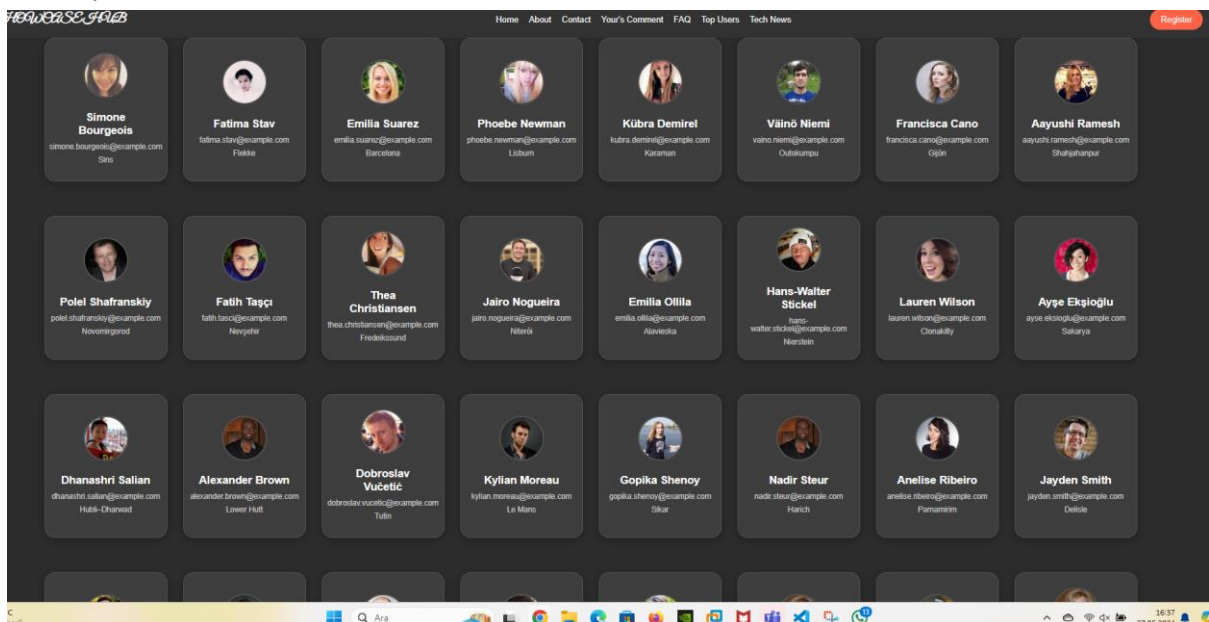 HOWCASE HUB
Home About Contact Your's Comment FAQ Top Users Tech News
Register
Simone
Bourgeois
simone.bourgeois@example.com
Sins
Fatima Stav
fatima.stav@example.com
Flekke
Emilia Suarez
emilia.suarez@example.com
Barcelona
Phoebe Newman
phoebe.newman@example.com
Lisburn
Kübra Demirel
kubra.demirel@example.com
Karaman
Väinö Niemi
vaino.niemi@example.com
Outokumpu
Francisca Cano
francisca.cano@example.com
Gijón
Aayushi Ramesh
aayushi.ramesh@example.com
Shahjahanpur
Polel Shafranskiy
polel.shafranskiy@example.com
Novomirgorod
Fatih Taşçı
fatih.tasci@example.com
Nevşehir
Thea
Christiansen
thea.christiansen@example.com
Fredeikssund
Jairo Nogueira
jairo.nogueira@example.com
Niterói
Emilia Ollila
emilia.ollila@example.com
Alavieska
Hans-Walter
Stickel
hans-
walter.stickel@example.com
Nierstein
Lauren Wilson
lauren.wilson@example.com
Clonakilty
Ayşe Ekşioğlu
ayse.eksioglu@example.com
Sakarya
Dhanashri Salian
dhanashri.salian@example.com
Hubli–Dharwad
Alexander Brown
alexander.brown@example.com
Lower Hutt
Dobroslav
Vučetić
dobroslav.vucetic@example.com
Tutin
Kylian Moreau
kylian.moreau@example.com
Le Mans
Gopika Shenoy
gopika.shenoy@example.com
Sikar
Nadir Steur
nadir.steur@example.com
Harich
Anelise Ribeiro
anelise.ribeiro@example.com
Parnamirim
Jayden Smith
jayden.smith@example.com
Delisle
Ara
13
16:37